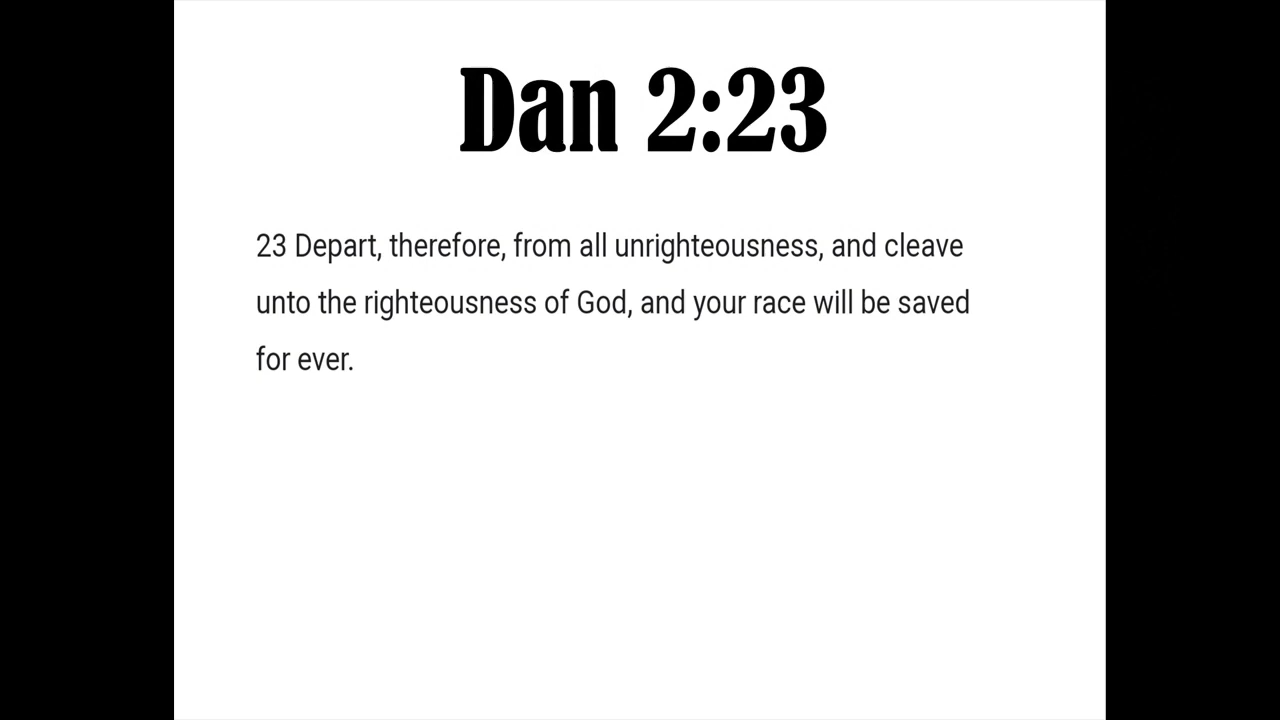 Dan 2:23
23 Depart, therefore, from all unrighteousness, and cleave
unto the righteousness of God, and your race will be saved
for ever.